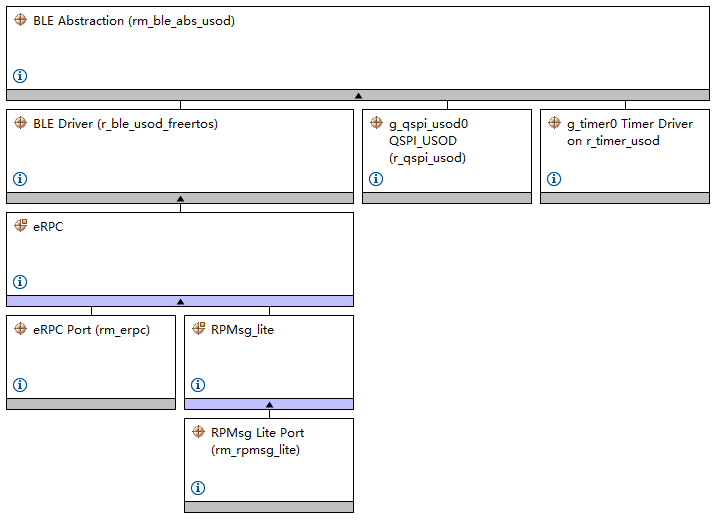 BLE Abstraction (rm_ble_abs_usod)
BLE Driver (r_ble_usod_freertos)
g_qspi_usod0
QSPI_USOD
(r_qspi_usod)
g_timer0 Timer Driver
on r_timer_usod
eRPC
eRPC Port (rm_erpc)
RPMsg_lite
RPMsg Lite Port
(rm_rpmsg_lite)